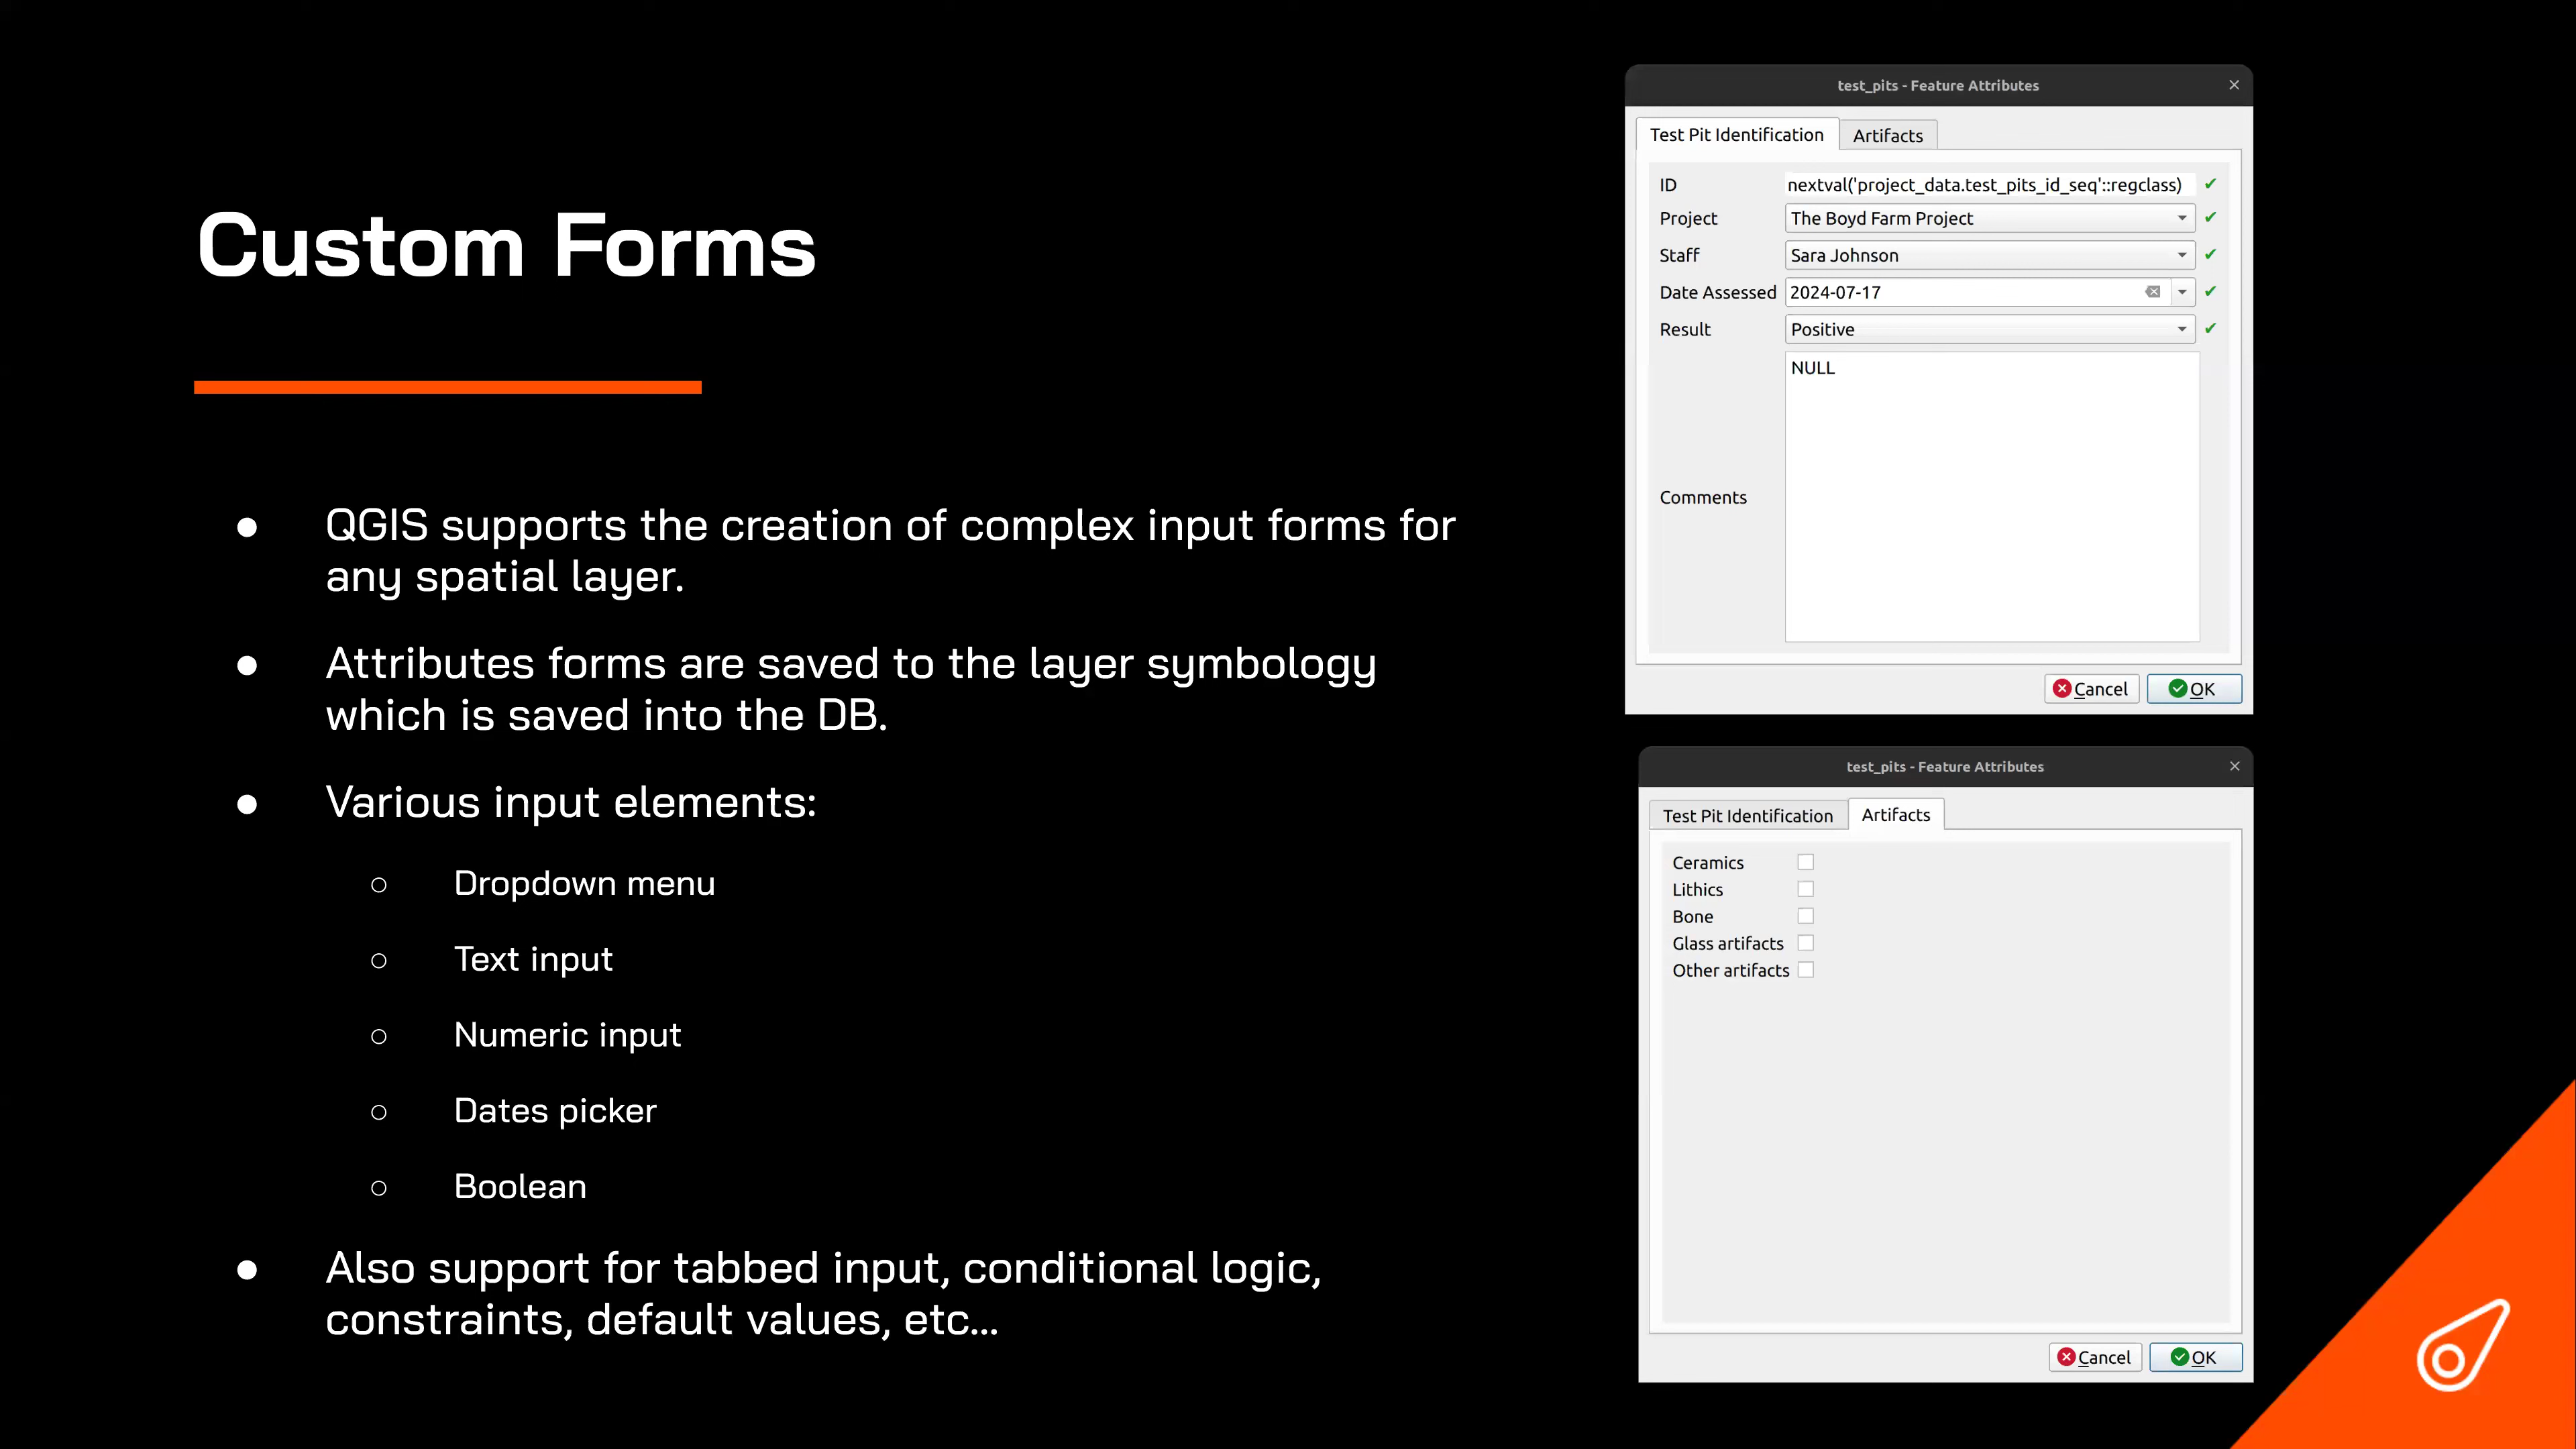 Custom Forms
● QGIS supports the creation of complex input forms for
any spatial layer.
● Attributes forms are saved to the layer symbology
which is saved into the DB.
● Various input elements:
○ Dropdown menu
○ Text input
○ Numeric input
○ Dates picker
○ Boolean
● Also support for tabbed input, conditional logic,
constraints, default values, etc...
test_pits - Feature Attributes
Test Pit Identification Artifacts
ID nextval('project_data.test_pits_id_seq'::regclass)
Project The Boyd Farm Project
Staff Sara Johnson
Date Assessed 2024-07-17
Result Positive
NULL
Comments
Cancel OK
test_pits - Feature Attributes
Test Pit Identification Artifacts
Ceramics
Lithics
Bone
Glass artifacts
Other artifacts
Cancel OK